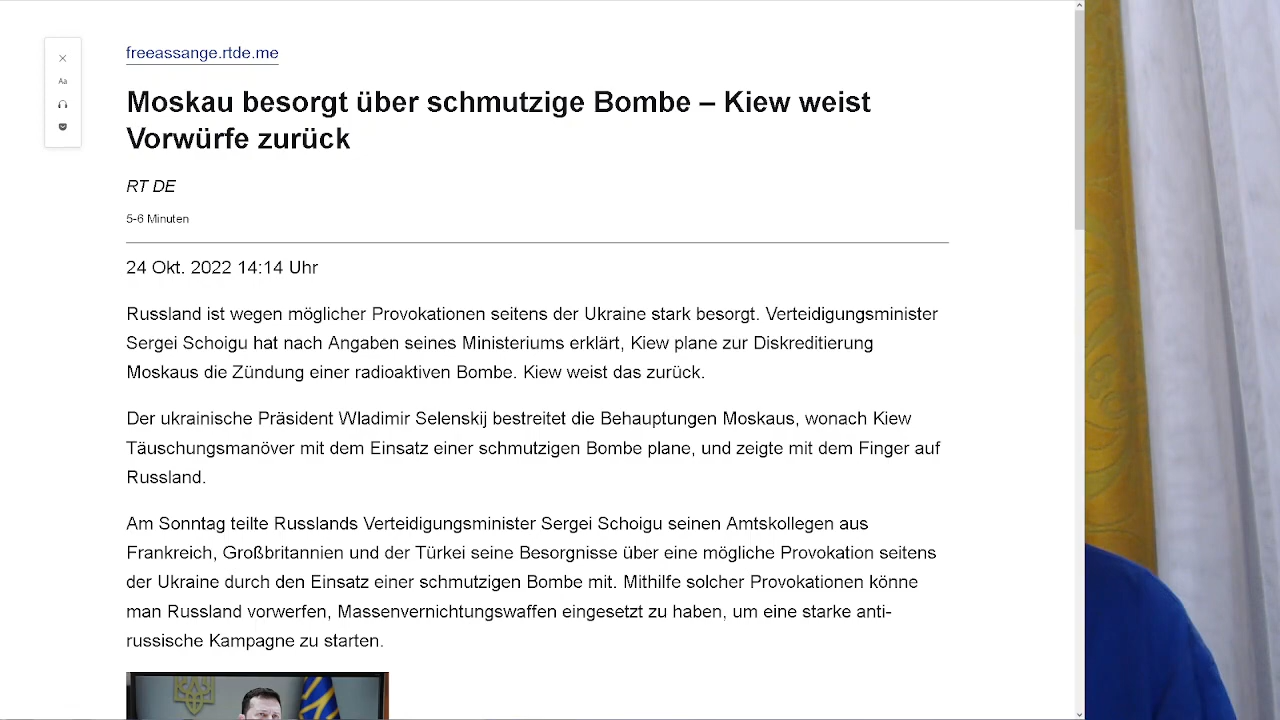 freeassange.rtde.me
Moskau besorgt über schmutzige Bombe – Kiew weist
Vorwürfe zurück
RT DE
5-6 Minuten
24 Okt. 2022 14:14 Uhr
Russland ist wegen möglicher Provokationen seitens der Ukraine stark besorgt. Verteidigungsminister
Sergei Schoigu hat nach Angaben seines Ministeriums erklärt, Kiew plane zur Diskreditierung
Moskaus die Zündung einer radioaktiven Bombe. Kiew weist das zurück.
Der ukrainische Präsident Wladimir Selenskij bestreitet die Behauptungen Moskaus, wonach Kiew
Täuschungsmanöver mit dem Einsatz einer schmutzigen Bombe plane, und zeigte mit dem Finger auf
Russland.
Am Sonntag teilte Russlands Verteidigungsminister Sergei Schoigu seinen Amtskollegen aus
Frankreich, Großbritannien und der Türkei seine Besorgnisse über eine mögliche Provokation seitens
der Ukraine durch den Einsatz einer schmutzigen Bombe mit. Mithilfe solcher Provokationen könne
man Russland vorwerfen, Massenvernichtungswaffen eingesetzt zu haben, um eine starke anti-
russische Kampagne zu starten.
Aa